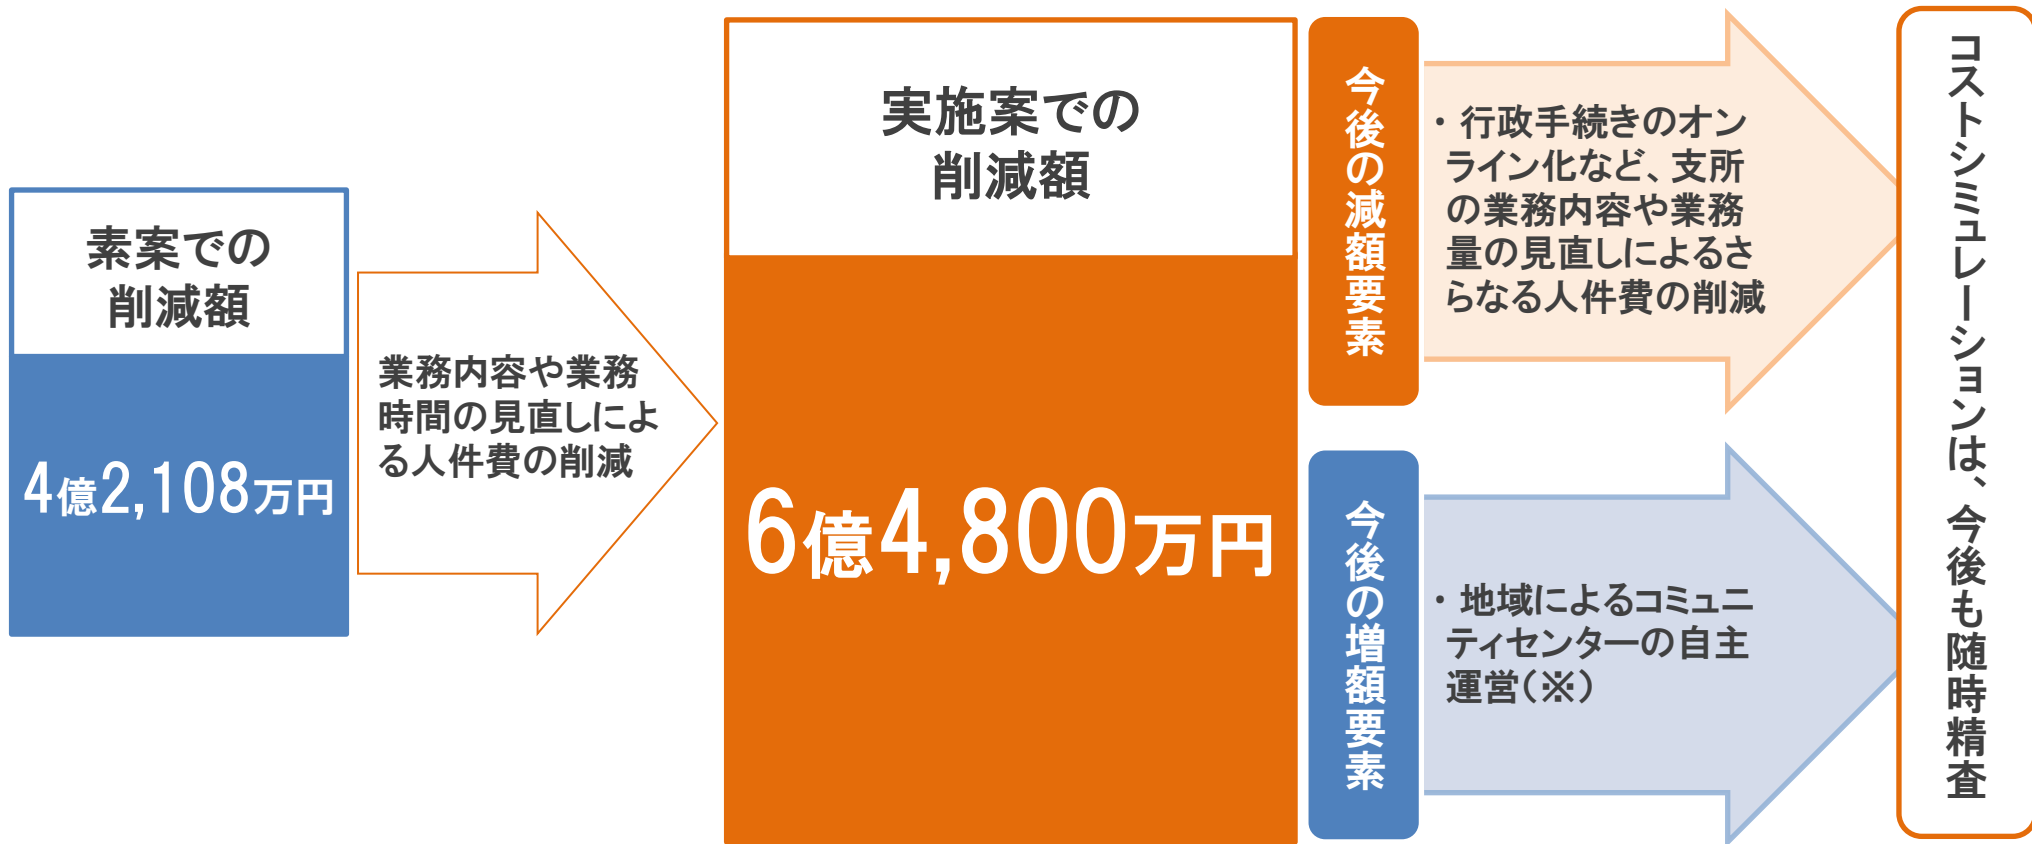 素案での
削減額
4億2,108万円
業務内容や業務
時間の見直しによ
る人件費の削減
実施案での
削減額
6億4,800万円
今後の減額要素
・行政手続きのオン
ライン化など、支所
の業務内容や業務
量の見直しによるさ
らなる人件費の削減
今後の増額要素
・地域によるコミュニ
ティセンターの自主
運営(※)
コストシミュレーションは、今後も随時精査